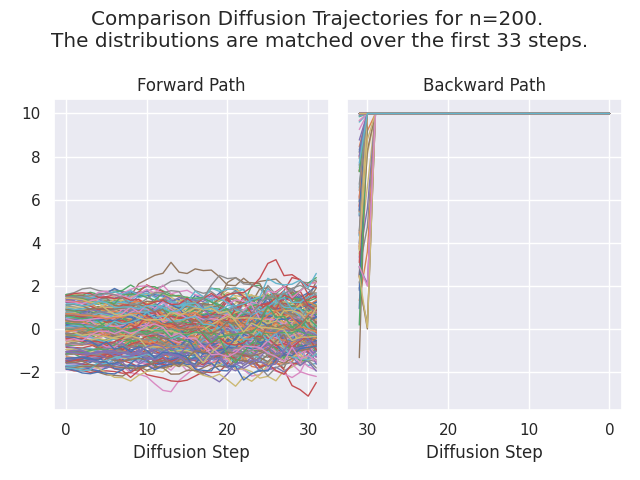 Comparison Diffusion Trajectories for n=200.
The distributions are matched over the first 33 steps.
Forward Path
Backward Path
10
8
6
4
2
0
−2
0
10
20
30
30
20
10
0
Diffusion Step
Diffusion Step